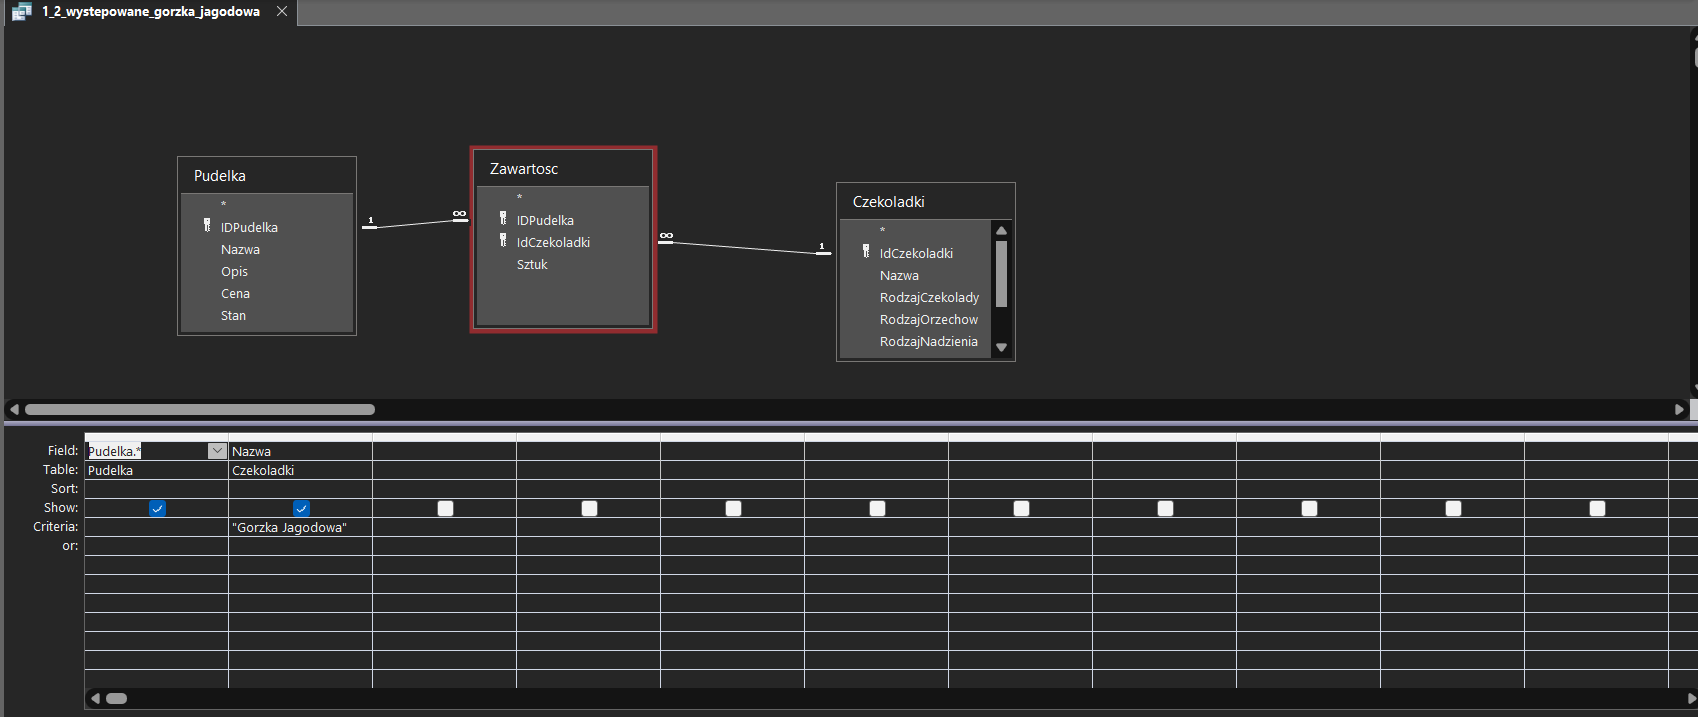 1_2_wystepowane_gorzka_jagodowa
Pudelka
*
IDPudelka
Nazwa
Opis
Cena
Stan
1
∞
Zawartosc
*
IDPudelka
IdCzekoladki
Sztuk
∞
1
Czekoladki
*
IdCzekoladki
Nazwa
RodzajCzekolady
RodzajOrzechow
RodzajNadzienia
Field: Pudelka.* Nazwa
Table: Pudelka Czekoladki
Sort:
Show:
Criteria: "Gorzka Jagodowa"
or: